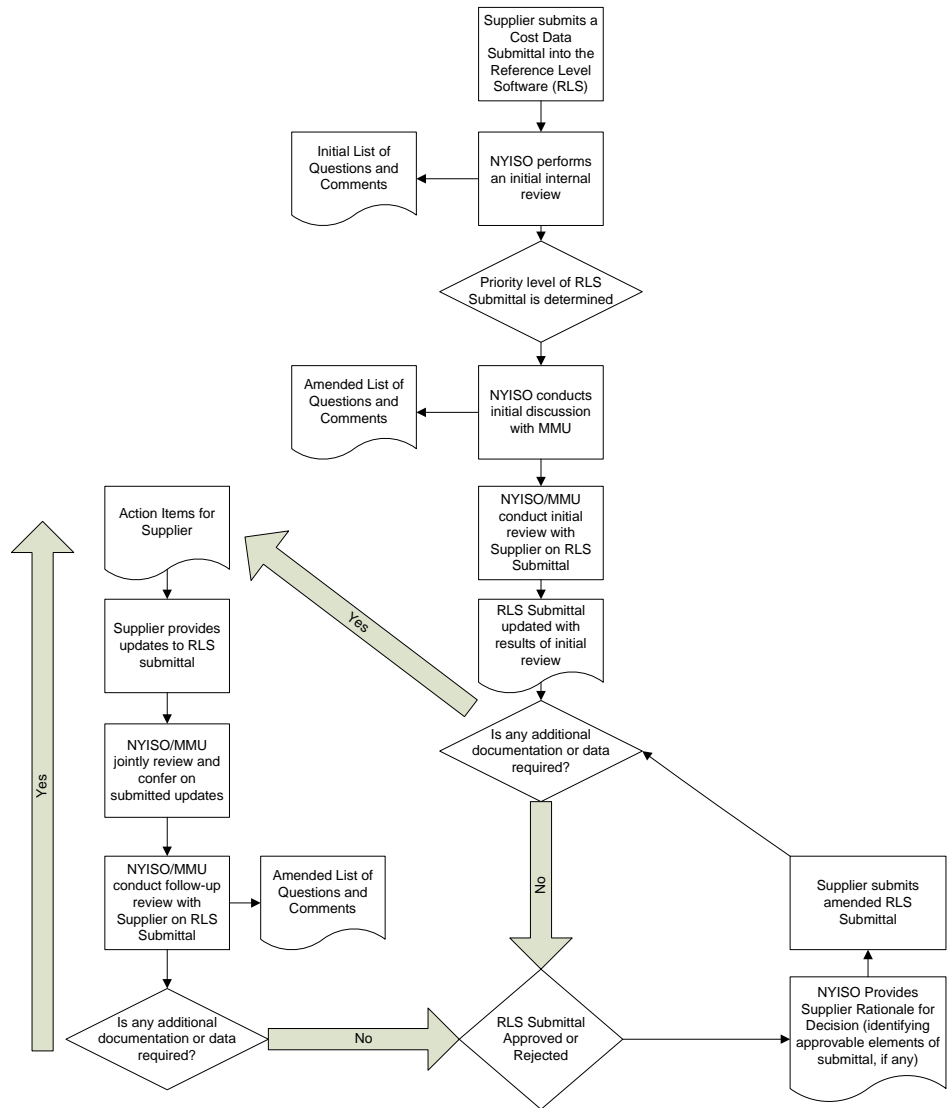 Supplier submits a
Cost Data
Submittal into the
Reference Level
Software (RLS)
Initial List of
Questions and
Comments
NYISO performs
an initial internal
review
Priority level of RLS
Submittal is determined
Amended List of
Questions and
Comments
NYISO conducts
initial discussion
with MMU
NYISO/MMU
conduct initial
review with
Supplier on RLS
Submittal
Action Items for
Supplier
RLS Submittal
updated with
results of initial
review
Yes
Supplier provides
updates to RLS
submittal
Is any additional
documentation or data
required?
Yes
NYISO/MMU
jointly review and
confer on
submitted updates
No
NYISO/MMU
conduct follow-up
review with
Supplier on RLS
Submittal
Amended List of
Questions and
Comments
Supplier submits
amended RLS
Submittal
Is any additional
documentation or data
required?
No
RLS Submittal
Approved or
Rejected
NYISO Provides
Supplier Rationale for
Decision (identifying
approvable elements of
submittal, if any)